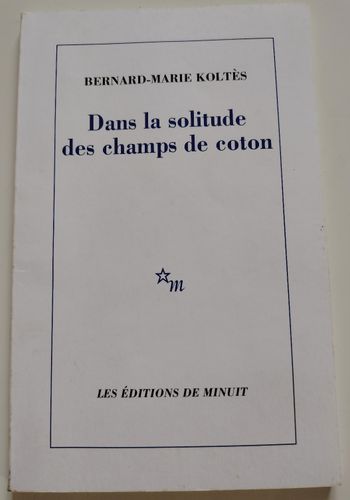 BERNARD-MARIE KOLTÈS
Dans la solitude
des champs de coton
m
LES ÉDITIONS DE MINUIT